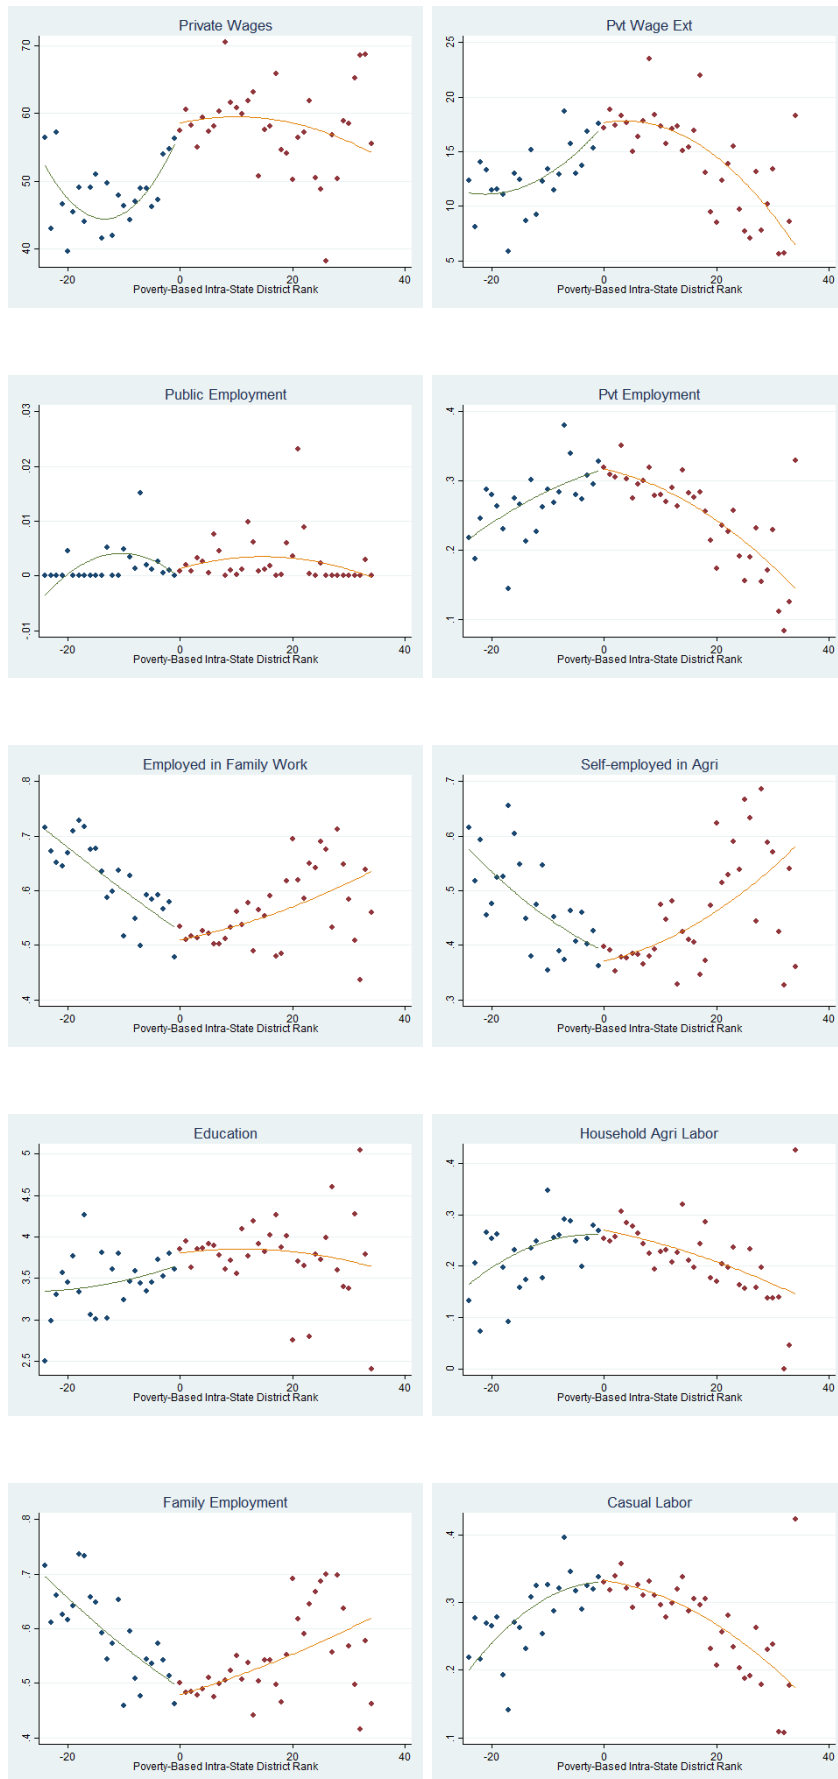 Private Wages
70
60
50
40
-20 0 20 40
Poverty-Based Intra-State District Rank
Pvt Wage Ext
25
20
15
10
5
-20 0 20 40
Poverty-Based Intra-State District Rank
Public Employment
.03
.02
.01
0
-.01
-20 0 20 40
Poverty-Based Intra-State District Rank
Pvt Employment
.4
.3
.2
.1
-20 0 20 40
Poverty-Based Intra-State District Rank
Employed in Family Work
.8
.7
.6
.5
.4
-20 0 20 40
Poverty-Based Intra-State District Rank
Self-employed in Agri
.7
.6
.5
.4
.3
-20 0 20 40
Poverty-Based Intra-State District Rank
Education
5
4.5
4
3.5
3
2.5
-20 0 20 40
Poverty-Based Intra-State District Rank
Household Agri Labor
.4
.3
.2
.1
0
-20 0 20 40
Poverty-Based Intra-State District Rank
Family Employment
.8
.7
.6
.5
.4
-20 0 20 40
Poverty-Based Intra-State District Rank
Casual Labor
.4
.3
.2
.1
-20 0 20 40
Poverty-Based Intra-State District Rank